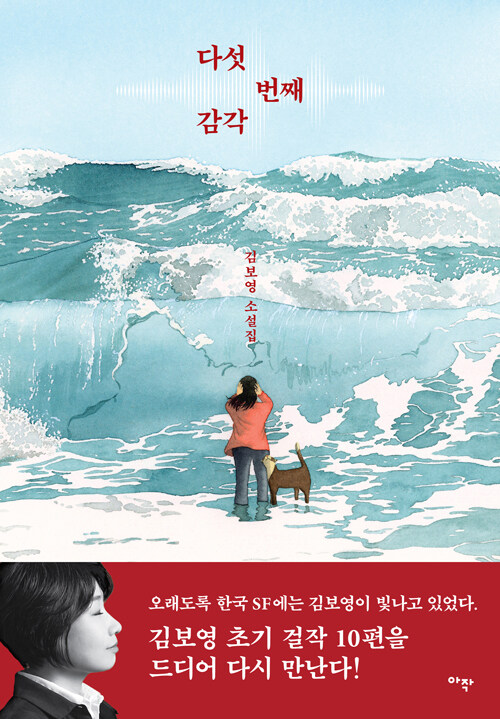 다섯
번째
감각
김보영 소설집
오래도록 한국 SF에는 김보영이 빛나고 있었다.
김보영 초기 걸작 10편을
드디어 다시 만난다!
아작